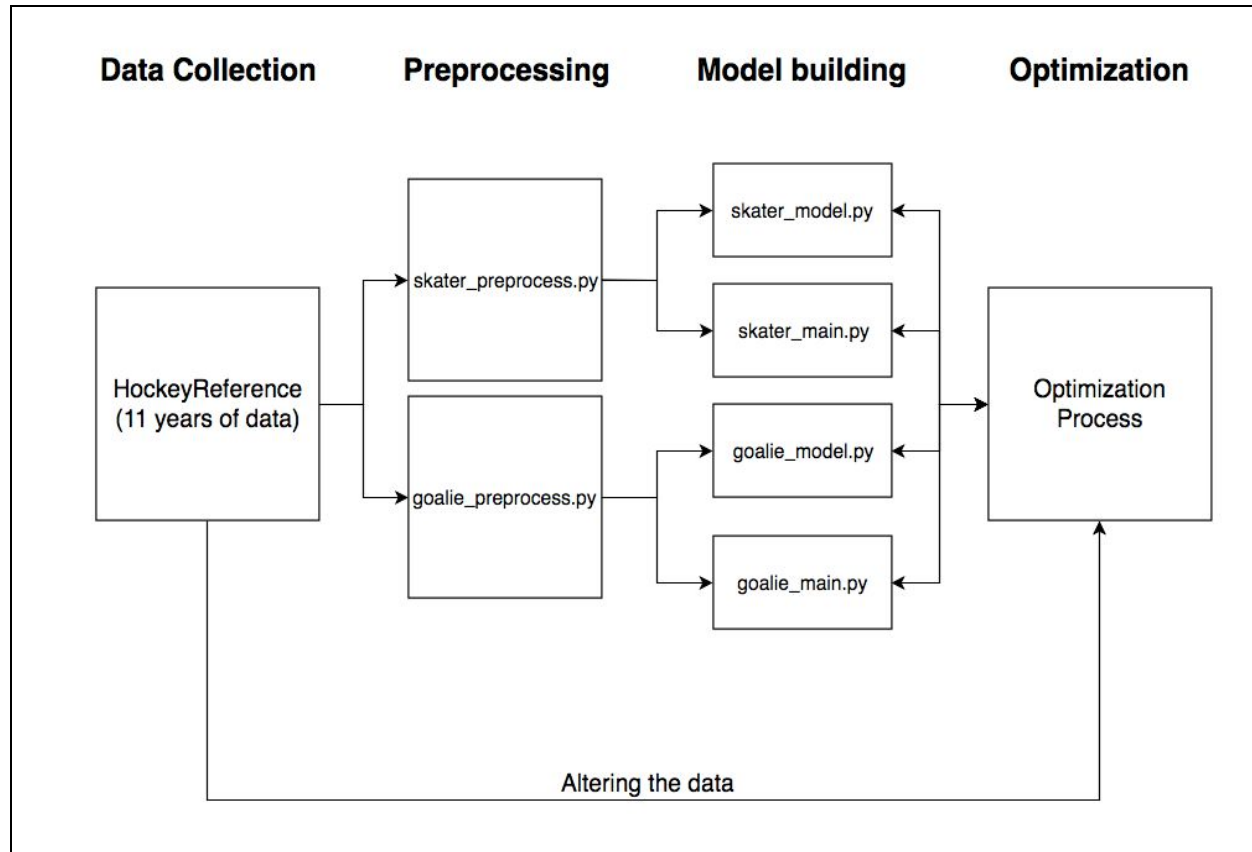 Data Collection
Preprocessing
Model building
Optimization
skater_model.py
skater_preprocess.py
skater_main.py
HockeyReference
(11 years of data)
Optimization
Process
goalie_model.py
goalie_preprocess.py
goalie_main.py
Altering the data